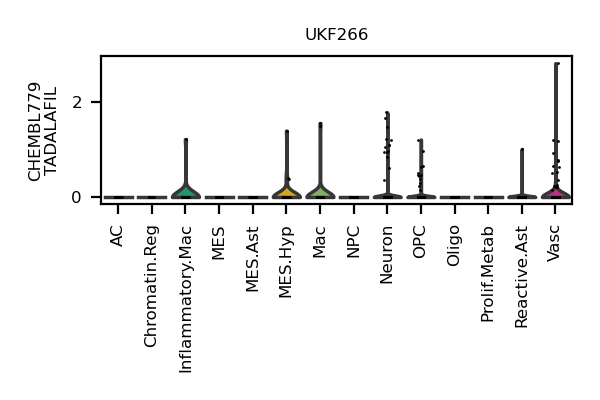 UKF266
CHEMBL779
TADALAFIL
2
0
AC
Chromatin.Reg
Inflammatory.Mac
MES
MES.Ast
MES.Hyp
Mac
NPC
Neuron
OPC
Oligo
Prolif.Metab
Reactive.Ast
Vasc